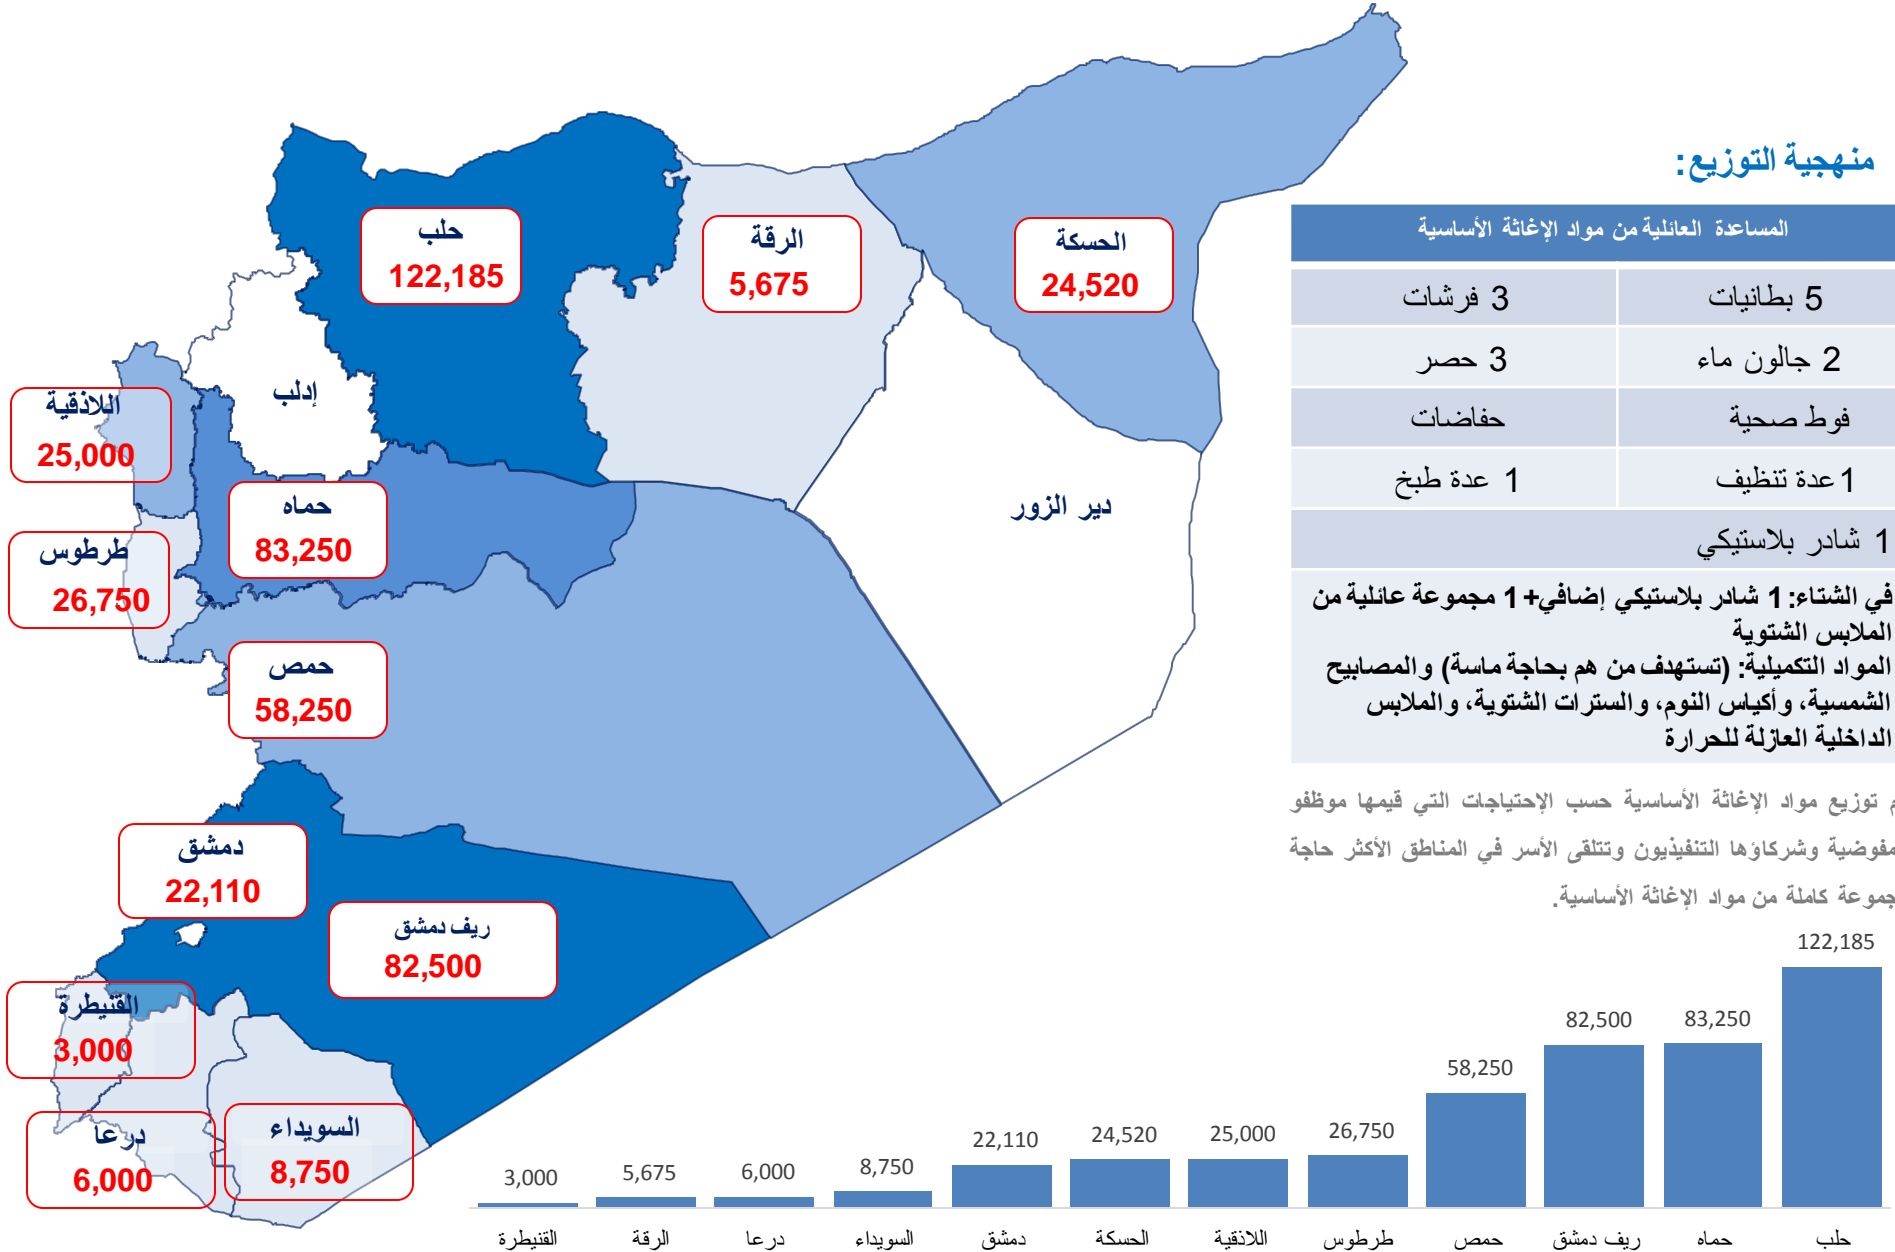 منهجية التوزيع:
المساعدة العائلية من مواد الإغاثة الأساسية
5 بطانيات
3 فرشات
2 جالون ماء
3 حصر
فوط صحية
حفاضات
1 عدة تنظيف
1 عدة طبخ
1 شادر بلاستيكي
في الشتاء: 1 شادر بلاستيكي إضافي+ 1 مجموعة عائلية من
الملابس الشتوية
المواد التكميلية: (تستهدف من هم بحاجة ماسة) والمصابيح
الشمسية، وأكياس النوم، والسترات الشتوية، والملابس
الداخلية العازلة للحرارة
م توزيع مواد الإغاثة الأساسية حسب الإحتياجات التي قيمها موظفو
مفوضية وشركاؤها التنفيذيون وتتلقى الأسر في المناطق الأكثر حاجة
جموعة كاملة من مواد الإغاثة الأساسية.
حلب
122,185
الرقة
5,675
الحسكة
24,520
إدلب
اللاذقية
25,000
حماه
83,250
دير الزور
طرطوس
26,750
حمص
58,250
دمشق
22,110
ريف دمشق
82,500
القنيطرة
3,000
درعا
6,000
السويداء
8,750
122,185
83,250
82,500
58,250
26,750
25,000
24,520
22,110
8,750
6,000
5,675
3,000
حلب
حماه
ريف دمشق
حمص
طرطوس
اللاذقية
الحسكة
دمشق
السويداء
درعا
الرقة
القنيطرة